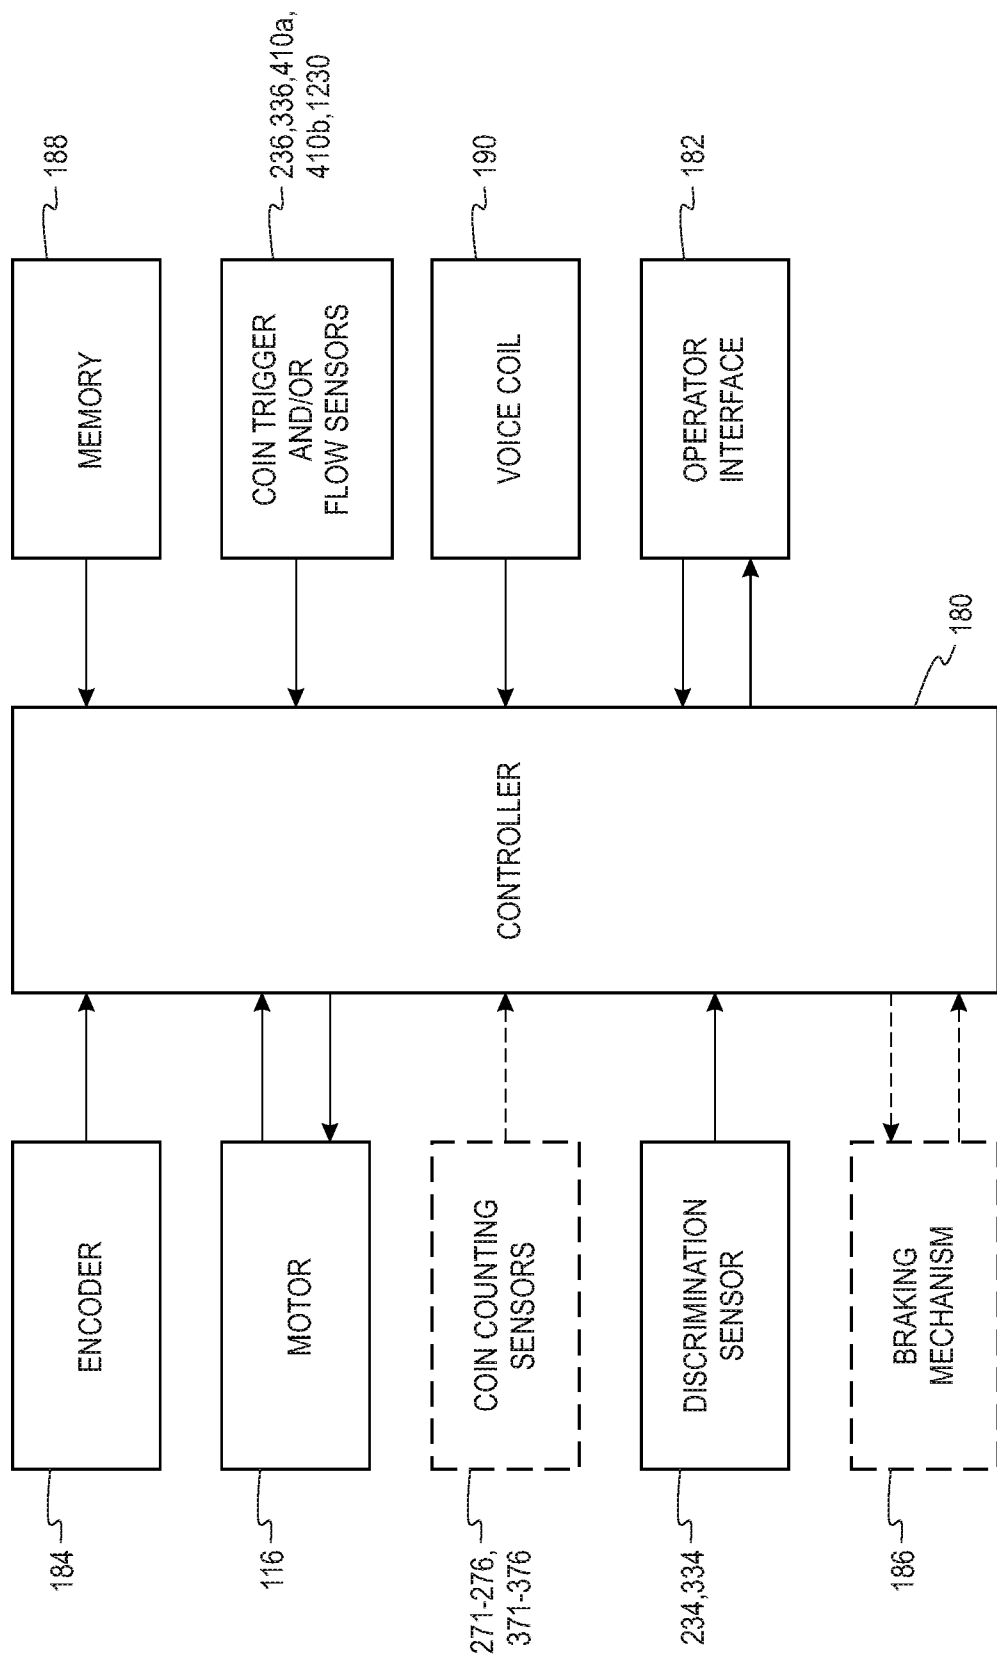 184
ENCODER
116
MOTOR
271-276,
371-376
COIN COUNTING
SENSORS
234,334
DISCRIMINATION
SENSOR
186
BRAKING
MECHANISM
CONTROLLER
180
MEMORY
188
COIN TRIGGER
AND/OR
FLOW SENSORS
236,336,410a,
410b,1230
VOICE COIL
190
OPERATOR
INTERFACE
182